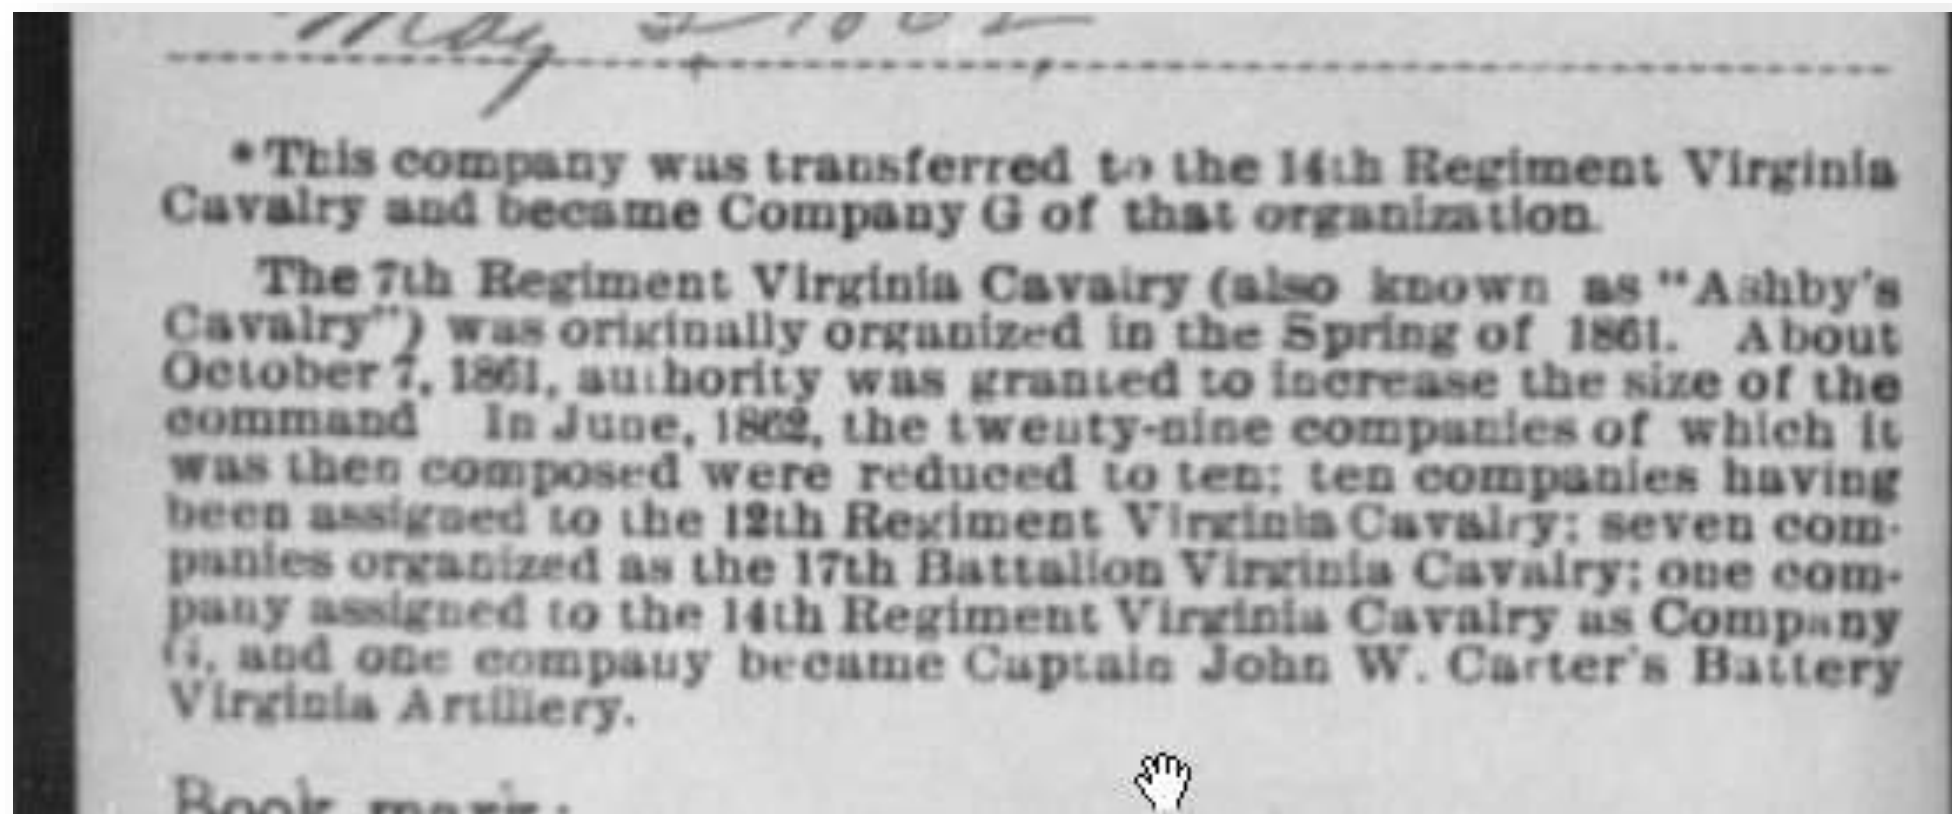 May 1862
*This company was transferred to the 14th Regiment Virginia
Cavalry and became Company G of that organization.
The 7th Regiment Virginia Cavalry (also known as "Ashby's
Cavalry") was originally organized in the Spring of 1861. About
October 7, 1861, authority was granted to increase the size of the
command In June, 1862, the twenty-nine companies of which it
was then composed were reduced to ten; ten companies having
been assigned to the 12th Regiment Virginia Cavalry; seven com-
panies organized as the 17th Battalion Virginia Cavalry; one com-
pany assigned to the 14th Regiment Virginia Cavalry as Company
G, and one company became Captain John W. Carter's Battery
Virginia Artillery.
Book mark: